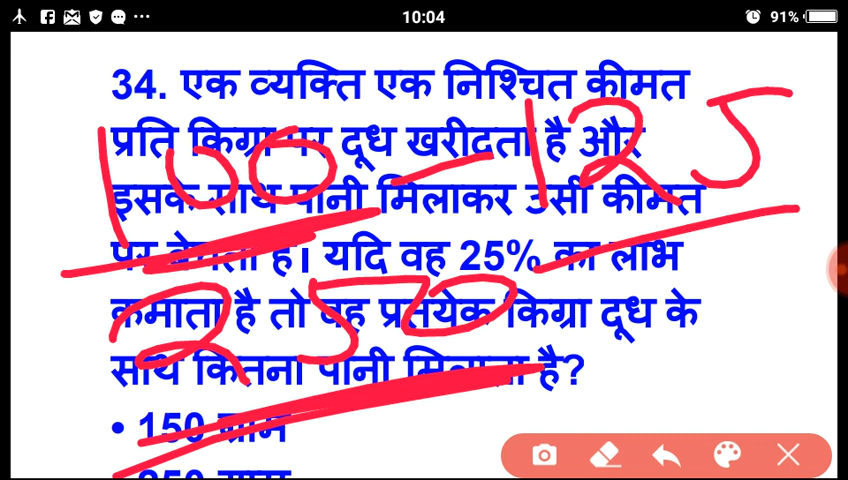 10:04
91%
34. एक व्यक्ति एक निश्चित कीमत
प्रति किग्रा पर दूध खरीदता है और
100 - 125
इसके साथ पानी मिलाकर उसी कीमत
पर बेचता है। यदि वह 25% का लाभ
250
कमाता है तो वह प्रत्येक किग्रा दूध के
साथ कितना पानी मिलाता है?
• 150 ग्राम